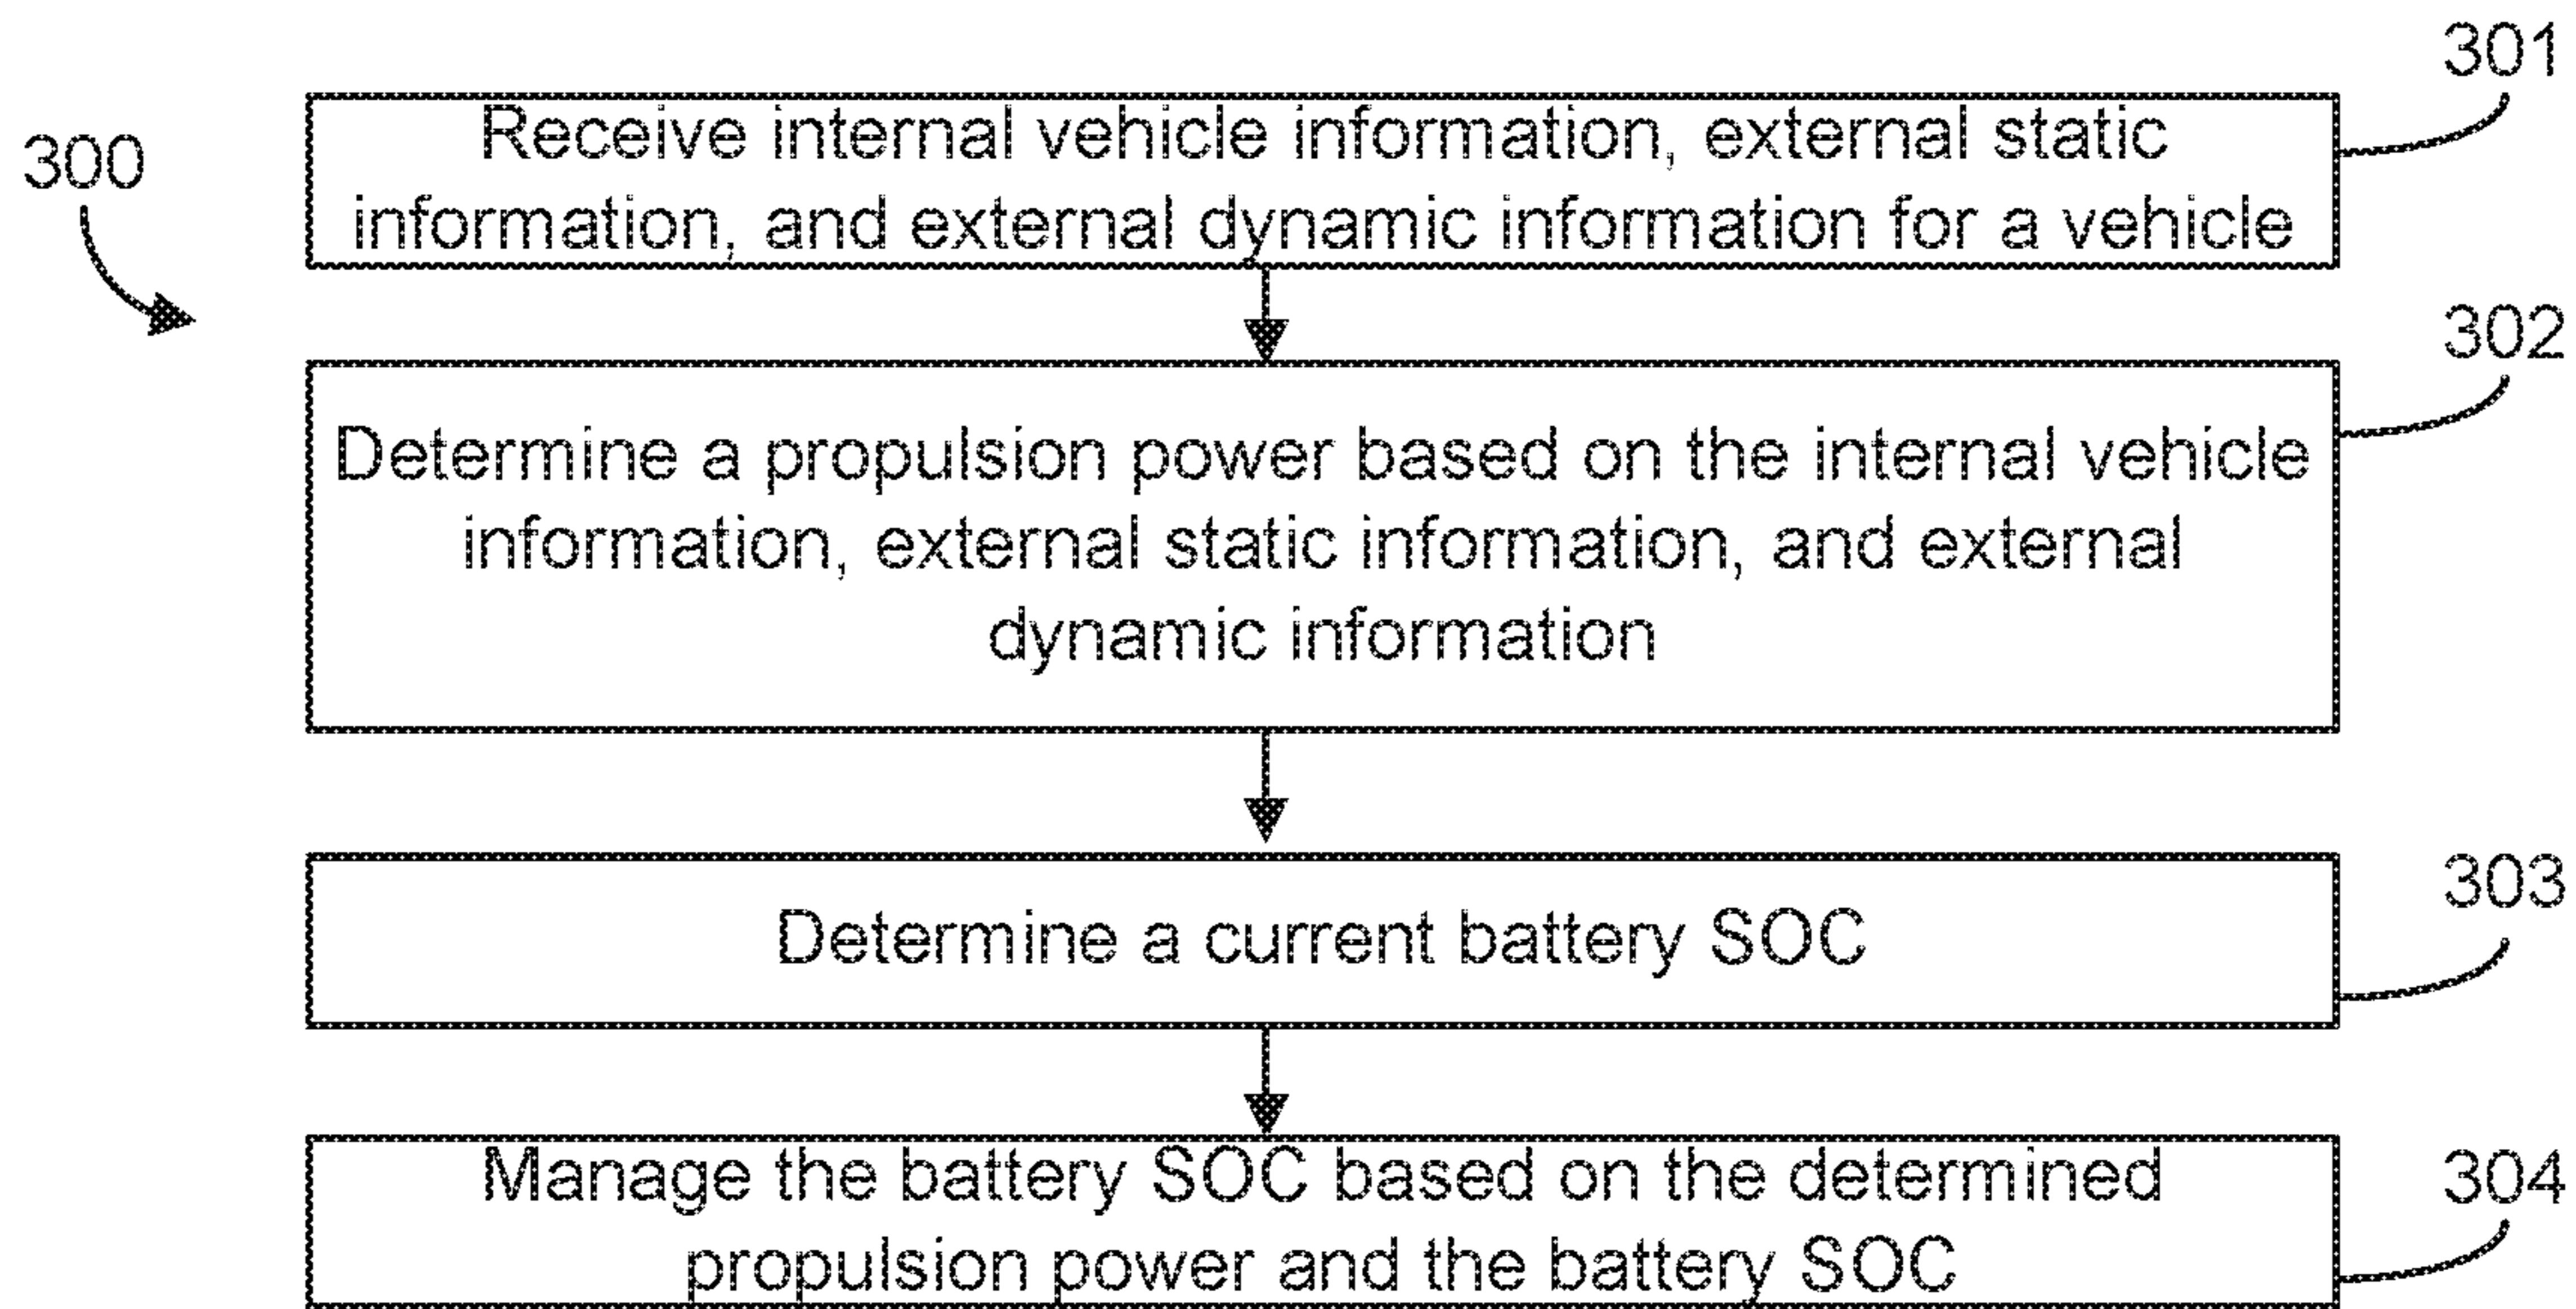 301
Receive internal vehicle information, external static
information, and external dynamic information for a vehicle
300
302
Determine a propulsion power based on the internal vehicle
information, external static information, and external
dynamic information
303
Determine a current battery SOC
304
Manage the battery SOC based on the determined
propulsion power and the battery SOC